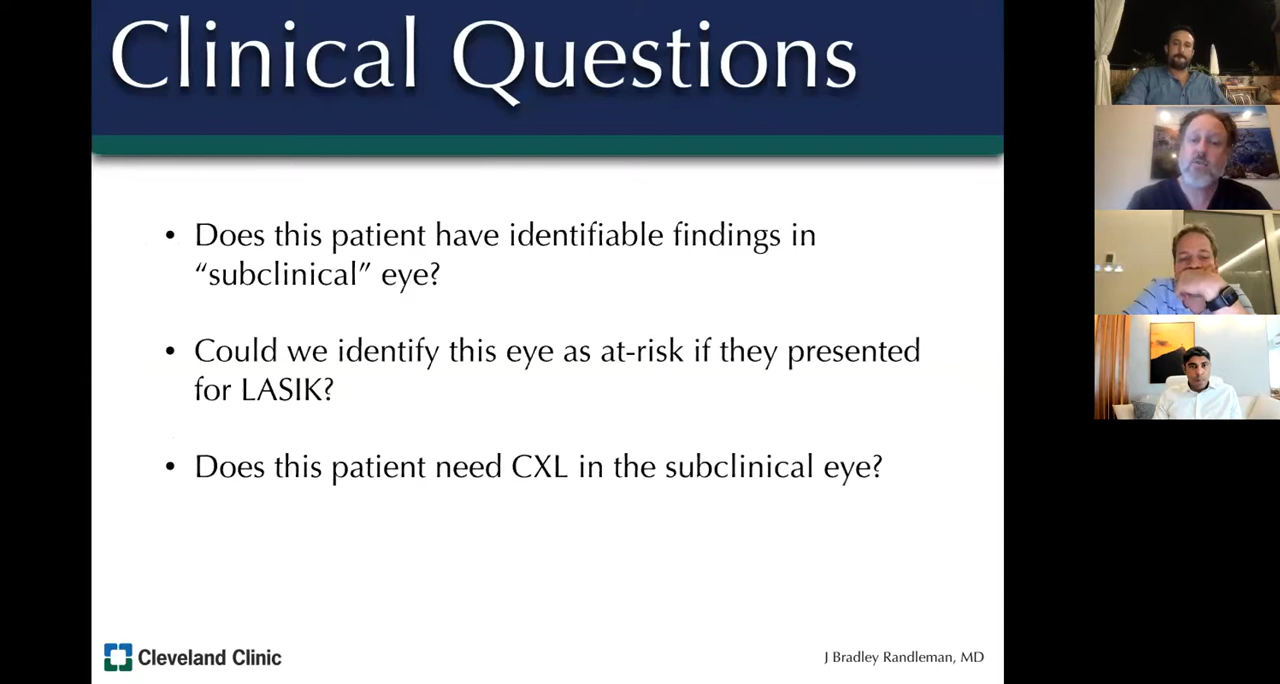 Clinical Questions
• Does this patient have identifiable findings in
“subclinical” eye?
• Could we identify this eye as at-risk if they presented
for LASIK?
• Does this patient need CXL in the subclinical eye?
Cleveland Clinic
J Bradley Randleman, MD